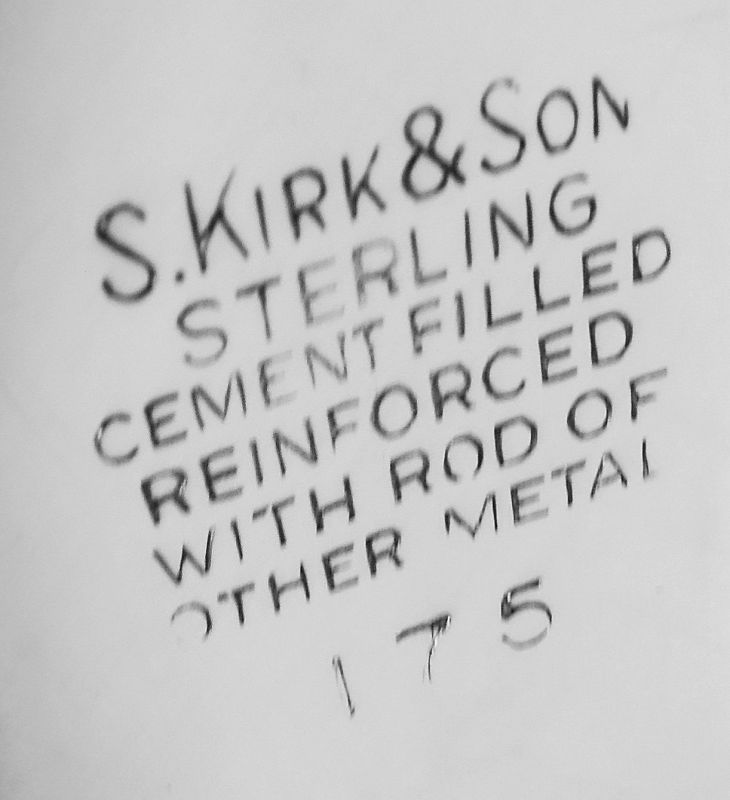 S. KIRK & SON
STERLING
CEMENT FILLED
REINFORCED
WITH ROD OF
OTHER METAL
175